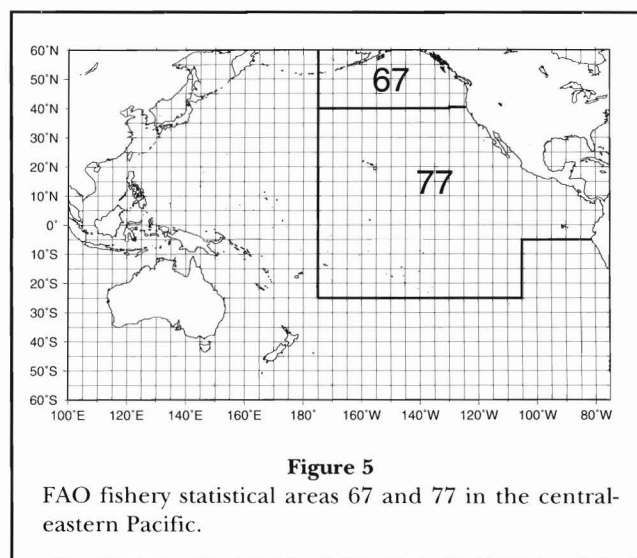 60°N
50°N
40°N
30°N
20°N
10°N
0°
10°S
20°S
30°S
40°S
50°S
60°S
67
77
100°E 120°E 140°E 160°E 180° 160°W 140°W 120°W 100°W 80°W
Figure 5
FAO fishery statistical areas 67 and 77 in the central-
eastern Pacific.